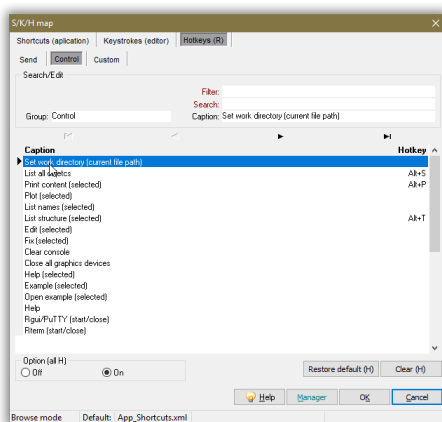 S/K/H map
Shortcuts (aplication) Keystrokes (editor) Hotkeys (R)
Send Control Custom
Search/Edit
Filter:
Search:
Group: Control Caption: Set work directory (current file path)
Caption Hotkey
Set work directory (current file path)
List all objetcs Alt+S
Print content (selected) Alt+P
Plot (selected)
List names (selected)
List structure (selected) Alt+T
Edit (selected)
Fix (selected)
Clear console
Close all graphics devices
Help (selected)
Example (selected)
Open example (selected)
Help
Rgui/PuTTY (start/close)
Rterm (start/close)
Option (all H)
Off On
Restore default (H) Clear (H)
Help Manager OK Cancel
Browse mode Default: App_Shortcuts.xml